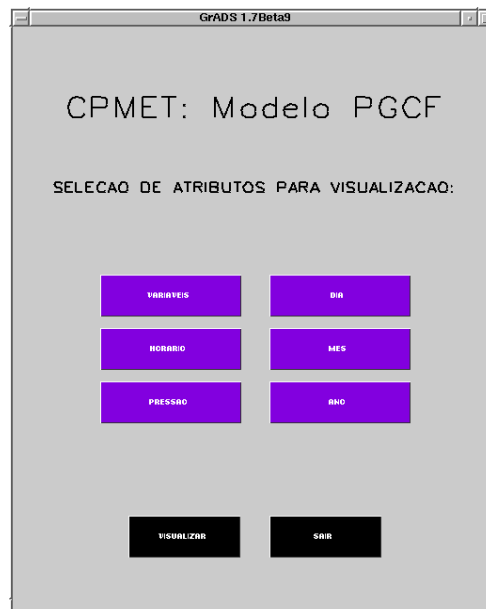 GrADS 1.7Beta9
CPMET: Modelo PGCF
SELECAO DE ATRIBUTOS PARA VISUALIZACAO:
VARIAVEIS DIA
HORARIO MES
PRESSAO ANO
VISUALIZAR SAIR